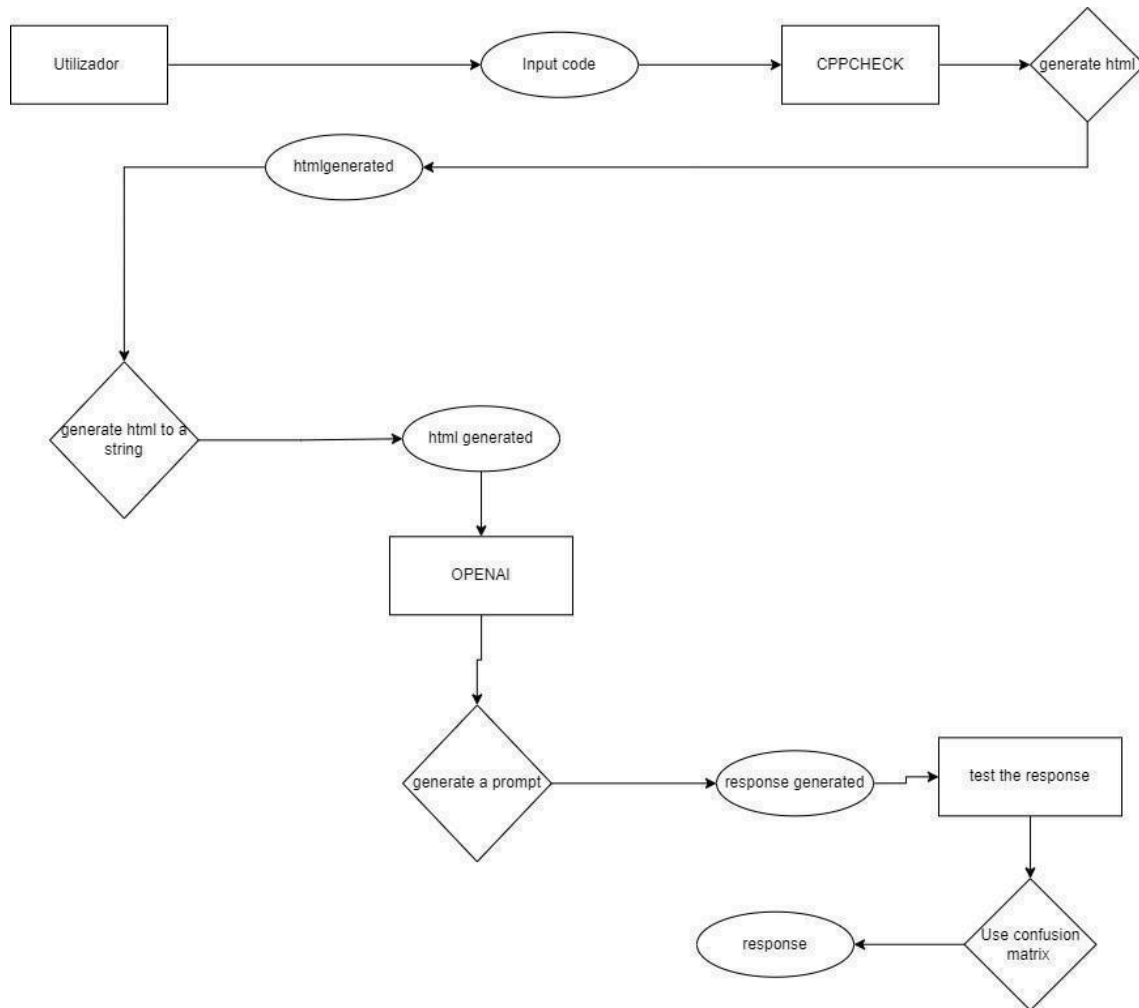 Utilizador
Input code
CPPCHECK
generate html
htmlgenerated
generate html to a
string
html generated
OPENAI
generate a prompt
response generated
test the response
Use confusion
matrix
response